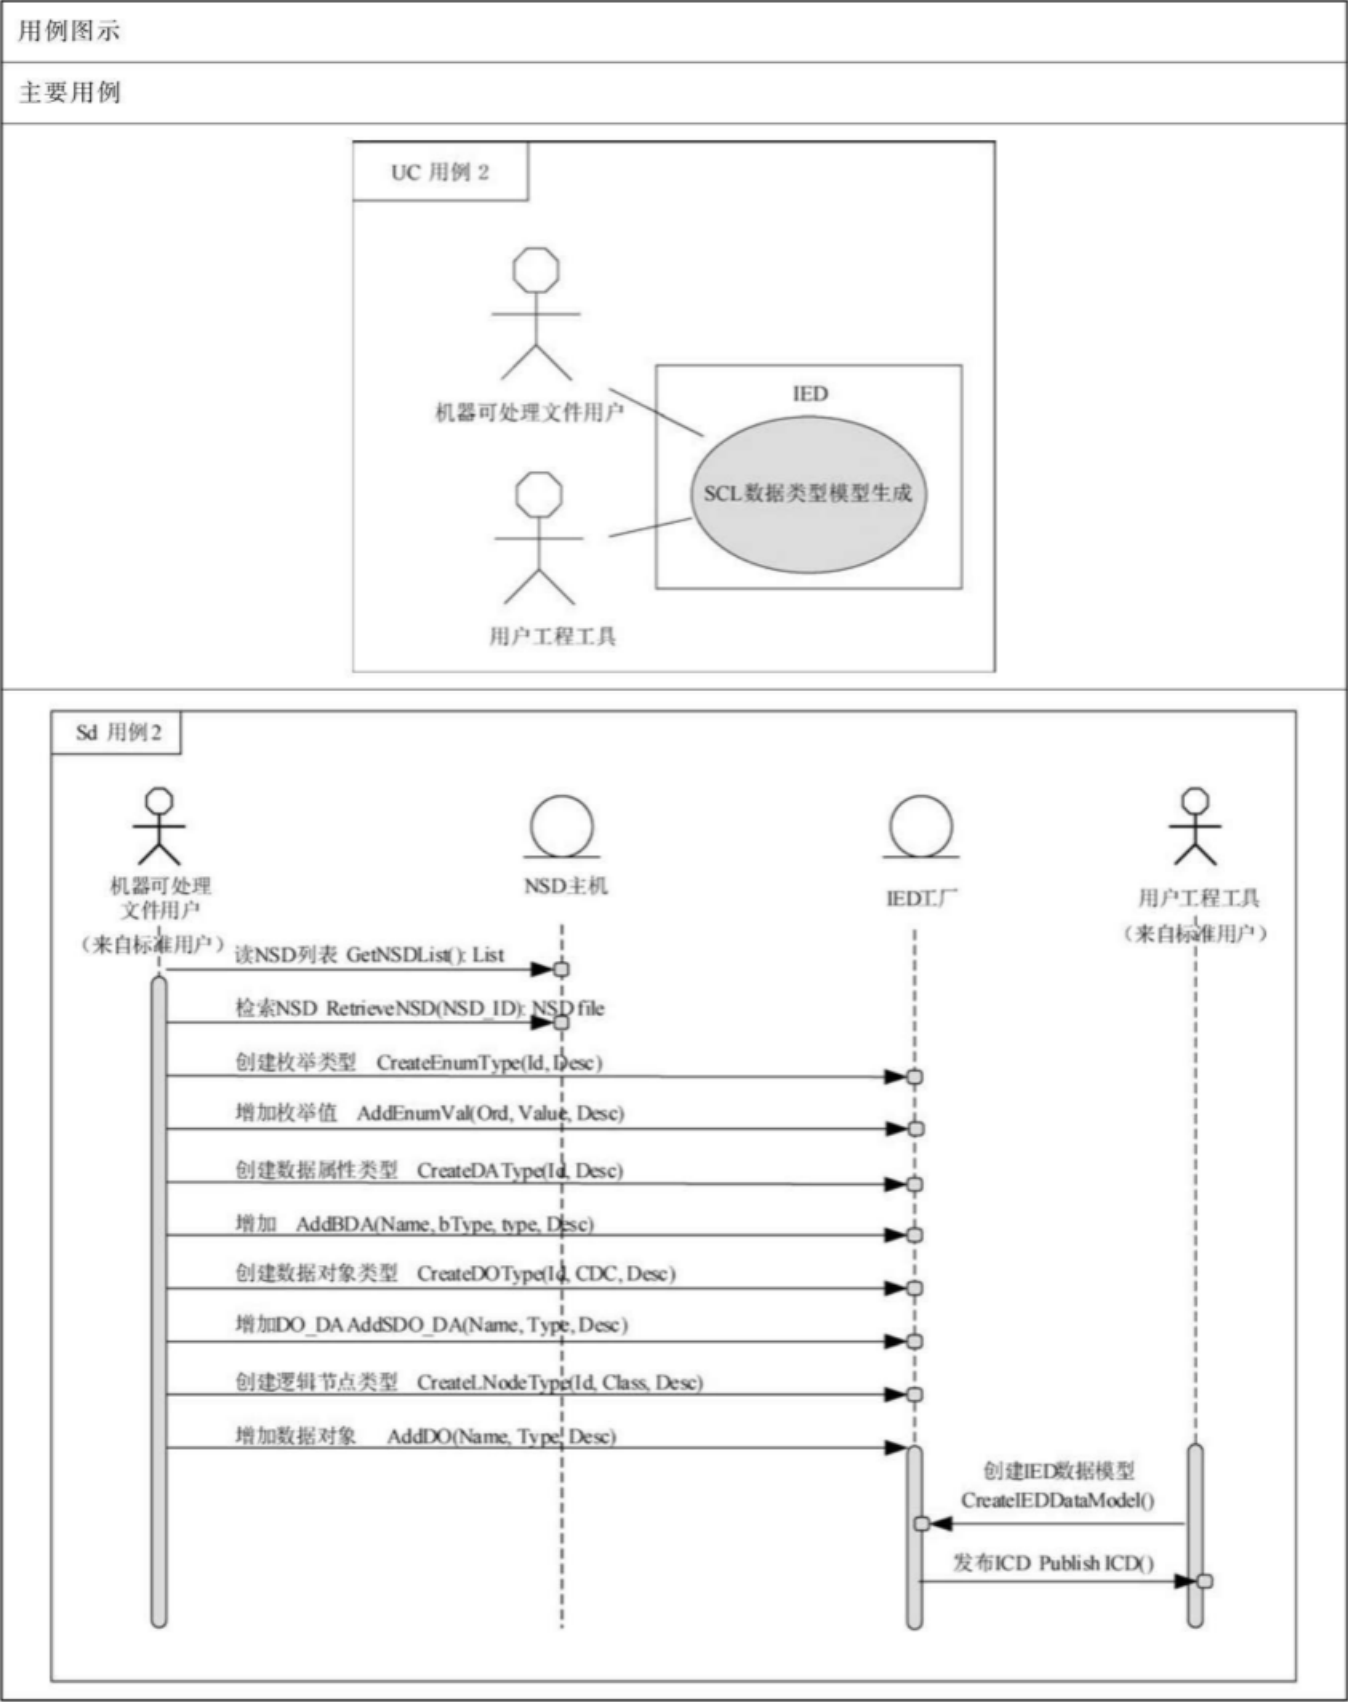 用例图示
主要用例
UC 用例 2
机器可处理文件用户
IED
SCL数据类型模型生成
用户工程工具
Sd 用例2
机器可处理
文件用户
(来自标准用户)
NSD主机
IED工厂
用户工程工具
(来自标准用户)
读NSD列表 GetNSDList(): List
检索NSD RetrieveNSD(NSD_ID): NSD file
创建枚举类型 CreateEnumType(Id, Desc)
增加枚举值 AddEnumVal(Ord, Value, Desc)
创建数据属性类型 CreateDAType(Id, Desc)
增加 AddBDA(Name, bType, type, Desc)
创建数据对象类型 CreateDOType(Id, CDC, Desc)
增加DO_DA AddSDO_DA(Name, Type, Desc)
创建逻辑节点类型 CreateLNodeType(Id, Class, Desc)
增加数据对象 AddDO(Name, Type, Desc)
创建IED数据模型
CreateIEDDataModel()
发布ICD Publish ICD()